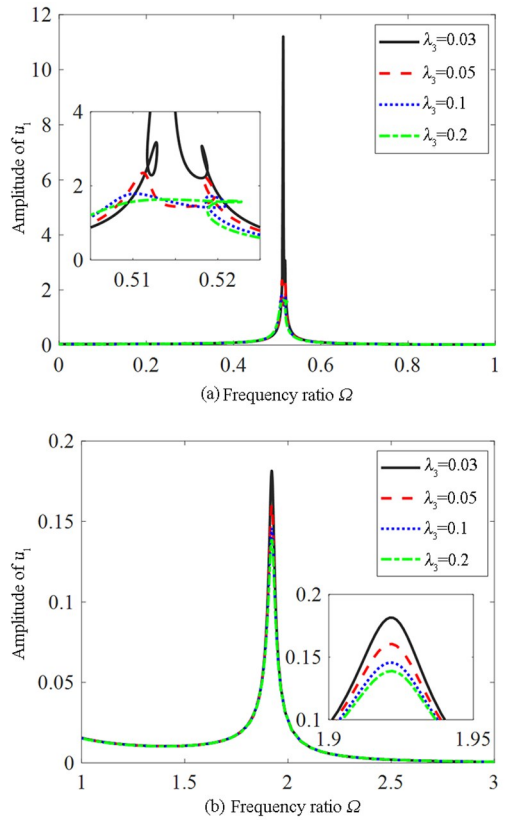 12
10
8
6
4
2
0
Amplitude of u₁
λ₃=0.03
λ₃=0.05
λ₃=0.1
λ₃=0.2
4
2
0
0.51 0.52
0 0.2 0.4 0.6 0.8 1
(a) Frequency ratio Ω
0.2
0.15
0.1
0.05
0
Amplitude of u₁
λ₃=0.03
λ₃=0.05
λ₃=0.1
λ₃=0.2
0.2
0.15
0.1
1.9 1.95
1 1.5 2 2.5 3
(b) Frequency ratio Ω